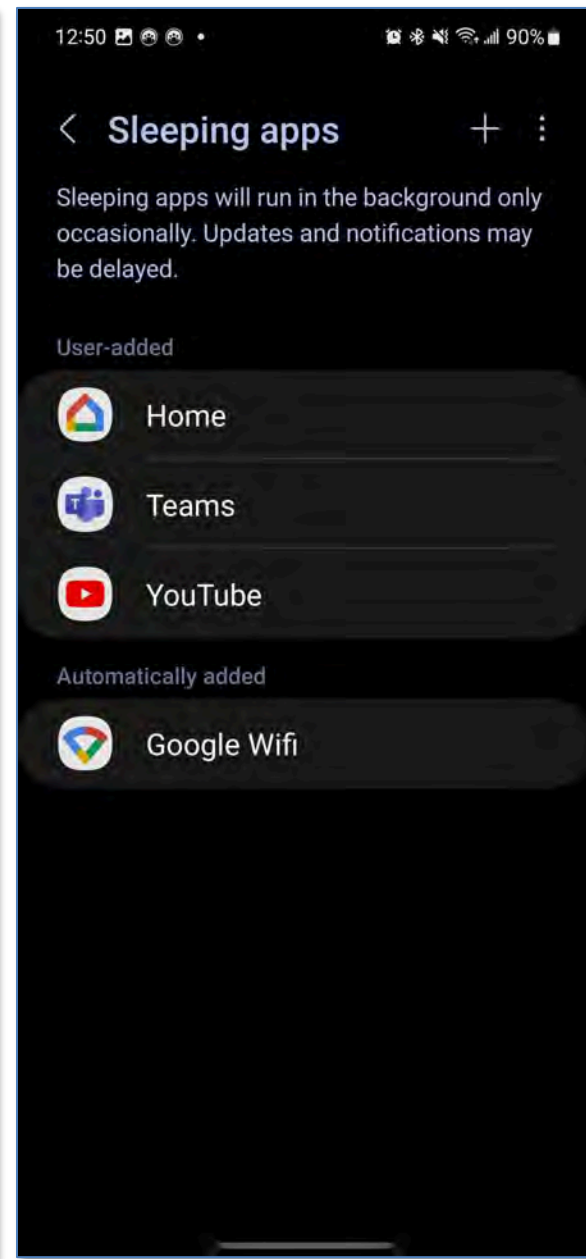 12:50 90%
Sleeping apps
Sleeping apps will run in the background only
occasionally. Updates and notifications may
be delayed.
User-added
Home
T
Teams
YouTube
Automatically added
Google Wifi